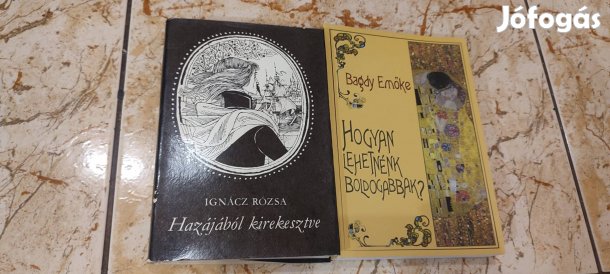 Jófogás
IGNÁCZ RÓZSA
Hazájából kirekesztve
Bagdy Emőke
HOGYAN
LEHETNÉNK
BOLDOGABBAK?